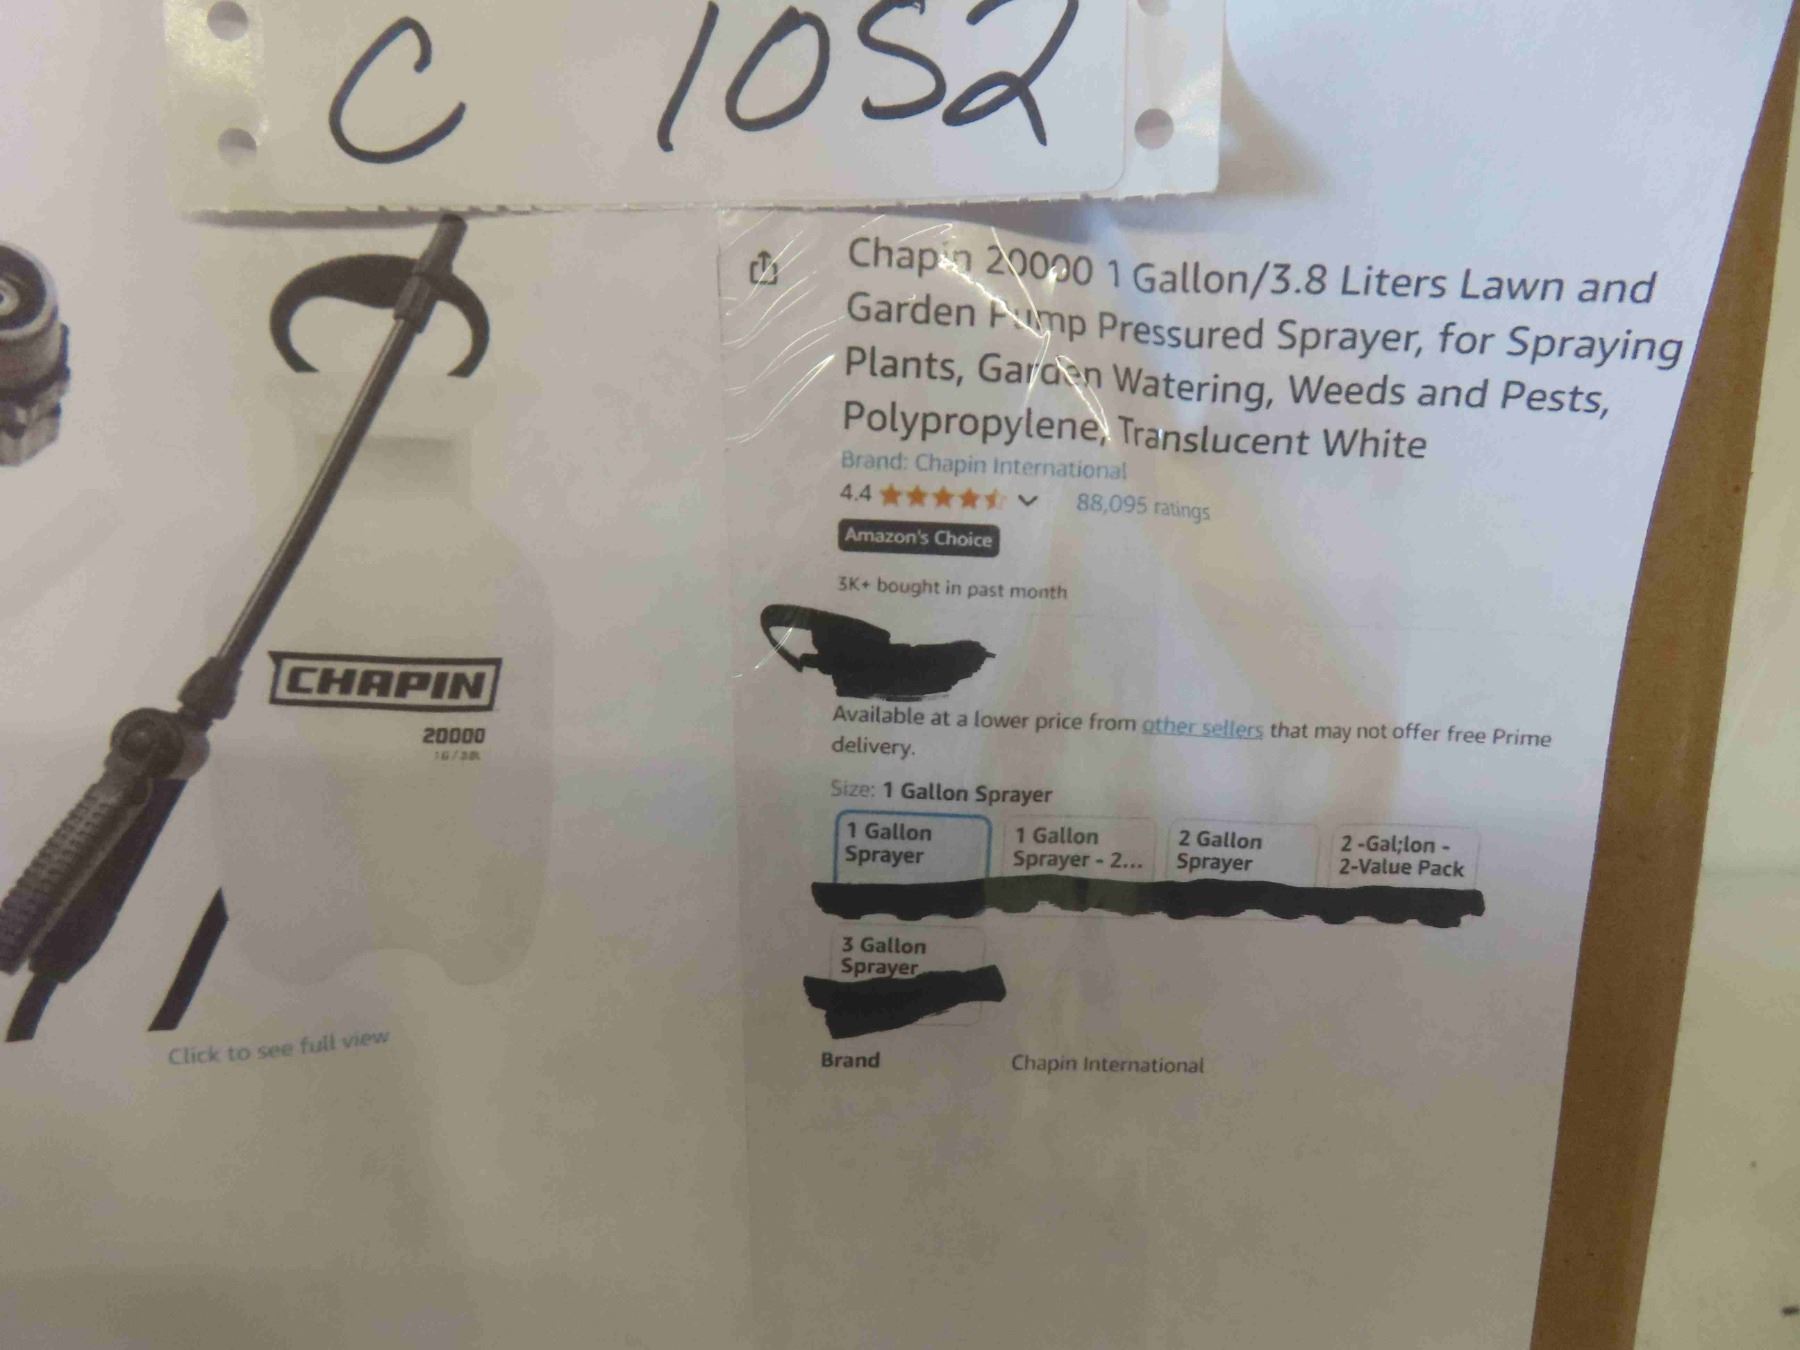 C 1052
Chapin 20000 1 Gallon/3.8 Liters Lawn and
Garden Pump Pressured Sprayer, for Spraying
Plants, Garden Watering, Weeds and Pests,
Polypropylene, Translucent White
Brand: Chapin International
4.4 88,095 ratings
Amazon's Choice
3K+ bought in past month
Available at a lower price from other sellers that may not offer free Prime
delivery.
Size: 1 Gallon Sprayer
1 Gallon
Sprayer
1 Gallon
Sprayer - 2...
2 Gallon
Sprayer
2 -Gal;lon -
2-Value Pack
3 Gallon
Sprayer
Brand Chapin International
CHAPIN
20000
Click to see full view